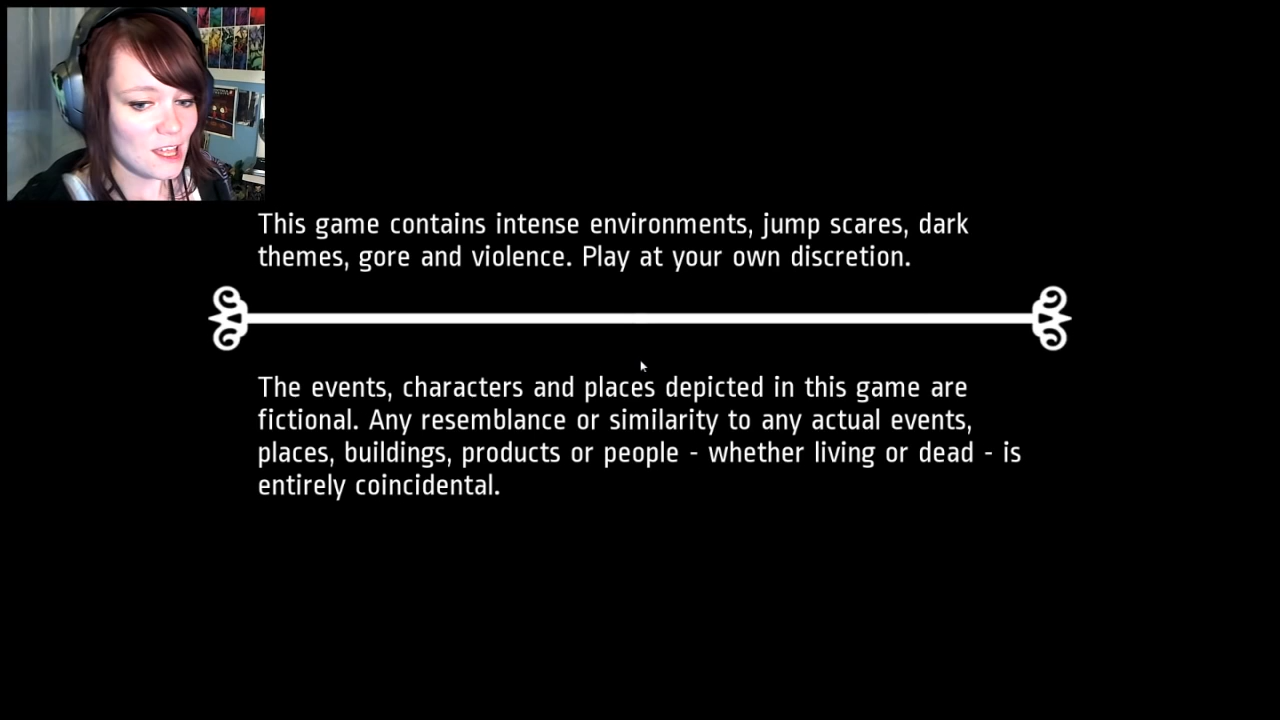 This game contains intense environments, jump scares, dark
themes, gore and violence. Play at your own discretion.
The events, characters and places depicted in this game are
fictional. Any resemblance or similarity to any actual events,
places, buildings, products or people - whether living or dead - is
entirely coincidental.